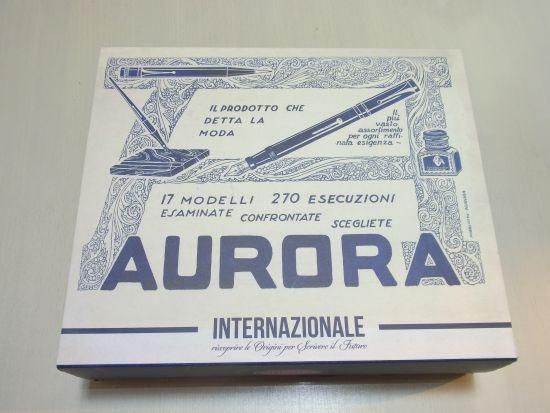 IL PRODOTTO CHE
DETTA LA
MODA
IL
più
vasto
assortimento
per ogni raffi-
nata esigenza ~
17 MODELLI 270 ESECUZIONI
ESAMINATE CONFRONTATE SCEGLIETE
AURORA
INTERNAZIONALE
riscoprire le Origini per Scrivere il Futuro